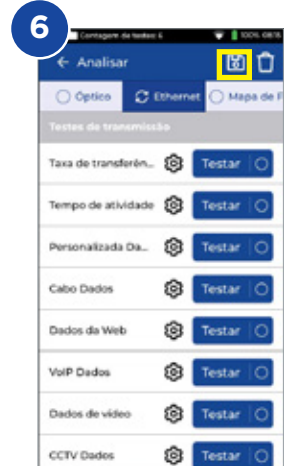 6
Contagem de testes: 6
100% 08:15
Analisar
Óptico
Ethernet
Mapa de F
Testes de transmissão
Taxa de transferên... Testar
Tempo de atividade Testar
Personalizada Da... Testar
Cabo Dados Testar
Dados da Web Testar
VoIP Dados Testar
Dados de vídeo Testar
CCTV Dados Testar